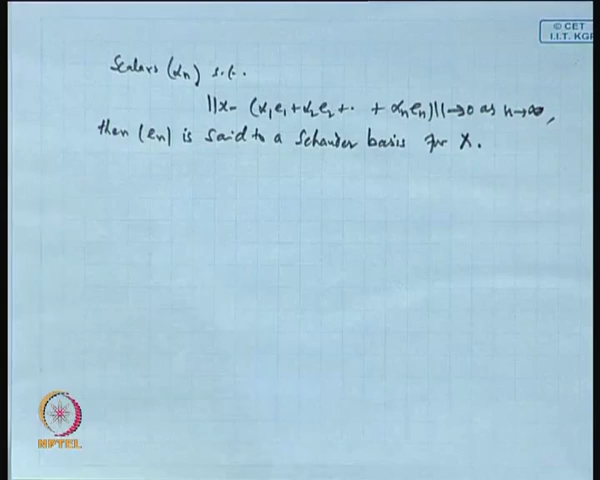 © CET
I.I.T. KGP
Scalars (αn) s.t.
||x - (α1e1 + α2e2 + .. + αnen)|| → 0 as n → ∞,
then (en) is said to a Schauder basis for X.
NPTEL